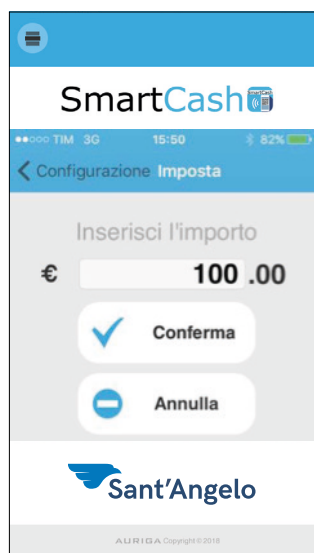 SmartCash
TIM 3G 15:50 82%
Configurazione Imposta
Inserisci l'importo
€ 100 .00
Conferma
Annulla
Sant'Angelo
AURIGA Copyright © 2018